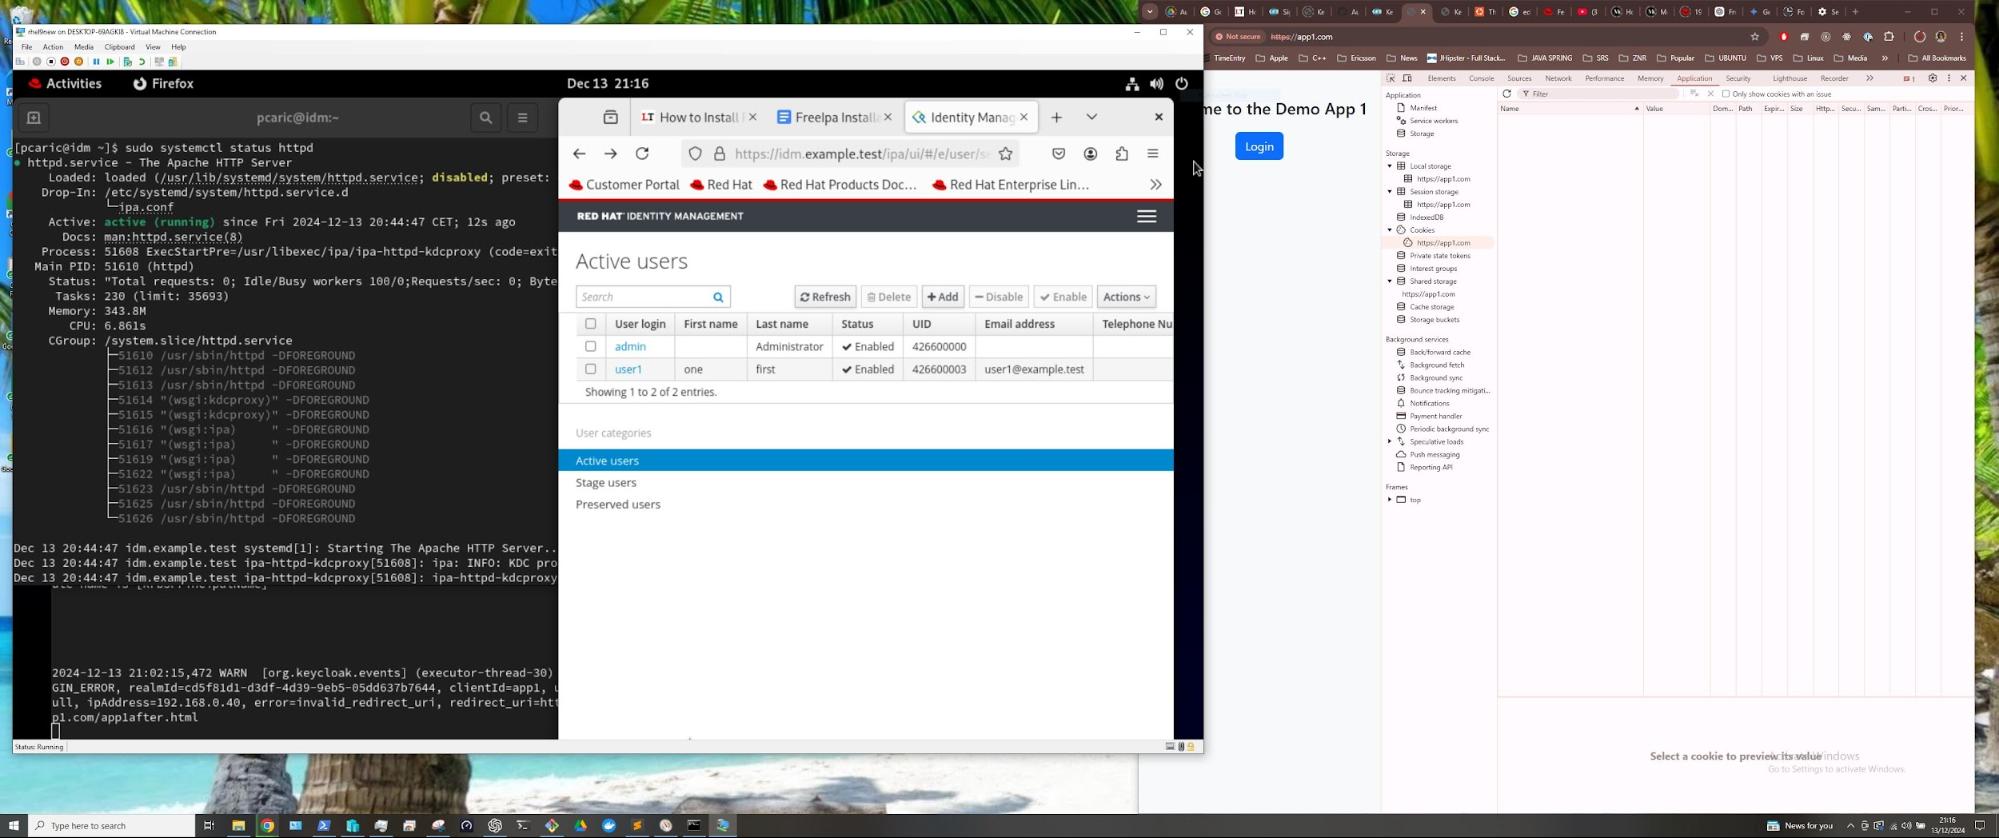 rhel9new on DESKTOP-69AGKI8 - Virtual Machine Connection
File Action Media Clipboard View Help
Activities Firefox Dec 13 21:16
pcaric@idm:~
[pcaric@idm ~]$ sudo systemctl status httpd
● httpd.service - The Apache HTTP Server
Loaded: loaded (/usr/lib/systemd/system/httpd.service; disabled; preset:
Drop-In: /etc/systemd/system/httpd.service.d
└─ipa.conf
Active: active (running) since Fri 2024-12-13 20:44:47 CET; 12s ago
Docs: man:httpd.service(8)
Process: 51608 ExecStartPre=/usr/libexec/ipa/ipa-httpd-kdcproxy (code=exit
Main PID: 51610 (httpd)
Status: "Total requests: 0; Idle/Busy workers 100/0;Requests/sec: 0; Byte
Tasks: 230 (limit: 35693)
Memory: 343.8M
CPU: 6.861s
CGroup: /system.slice/httpd.service
├─51610 /usr/sbin/httpd -DFOREGROUND
├─51612 /usr/sbin/httpd -DFOREGROUND
├─51613 /usr/sbin/httpd -DFOREGROUND
├─51614 "(wsgi:kdcproxy)" -DFOREGROUND
├─51615 "(wsgi:kdcproxy)" -DFOREGROUND
├─51616 "(wsgi:ipa)      " -DFOREGROUND
├─51617 "(wsgi:ipa)      " -DFOREGROUND
├─51619 "(wsgi:ipa)      " -DFOREGROUND
├─51622 "(wsgi:ipa)      " -DFOREGROUND
├─51623 /usr/sbin/httpd -DFOREGROUND
├─51625 /usr/sbin/httpd -DFOREGROUND
└─51626 /usr/sbin/httpd -DFOREGROUND
Dec 13 20:44:47 idm.example.test systemd[1]: Starting The Apache HTTP Server..
Dec 13 20:44:47 idm.example.test ipa-httpd-kdcproxy[51608]: ipa: INFO: KDC pro
Dec 13 20:44:47 idm.example.test ipa-httpd-kdcproxy[51608]: ipa-httpd-kdcproxy
2024-12-13 21:02:15,472 WARN [org.keycloak.events] (executor-thread-30)
GIN_ERROR, realmId=cd5f81d1-d3df-4d39-9eb5-05dd637b7644, clientId=app1, u
ull, ipAddress=192.168.0.40, error=invalid_redirect_uri, redirect_uri=htt
p1.com/app1after.html
Status: Running
How to Install
FreeIpa Install
Identity Manag
https://idm.example.test/ipa/ui/#/e/user/se
Customer Portal Red Hat Red Hat Products Doc... Red Hat Enterprise Lin...
RED HAT IDENTITY MANAGEMENT
Active users
Search Refresh Delete Add Disable Enable Actions
User login First name Last name Status UID Email address Telephone Nu
admin Administrator Enabled 426600000
user1 one first Enabled 426600003 user1@example.test
Showing 1 to 2 of 2 entries.
User categories
Active users
Stage users
Preserved users
Not secure https://app1.com
TimeEntry Apple C++ Ericsson News JHipster - Full Stack... JAVA SPRING SRS ZNR Popular UBUNTU VPS Linux Media All Bookmarks
me to the Demo App 1
Login
Elements Console Sources Network Performance Memory Application Security Lighthouse Recorder
Application
Manifest
Service workers
Storage
Storage
Local storage
https://app1.com
Session storage
https://app1.com
IndexedDB
Cookies
https://app1.com
Private state tokens
Interest groups
Shared storage
https://app1.com
Cache storage
Storage buckets
Background services
Back/forward cache
Background fetch
Background sync
Bounce tracking mitigati...
Notifications
Payment handler
Periodic background sync
Speculative loads
Push messaging
Reporting API
Frames
top
Filter Only show cookies with an issue
Name Value Dom... Path Expir... Size Http... Secu... Sam... Parti... Cros... Prior...
Select a cookie to preview its value
Go to Settings to activate Windows.
Type here to search
News for you
21:16
13/12/2024